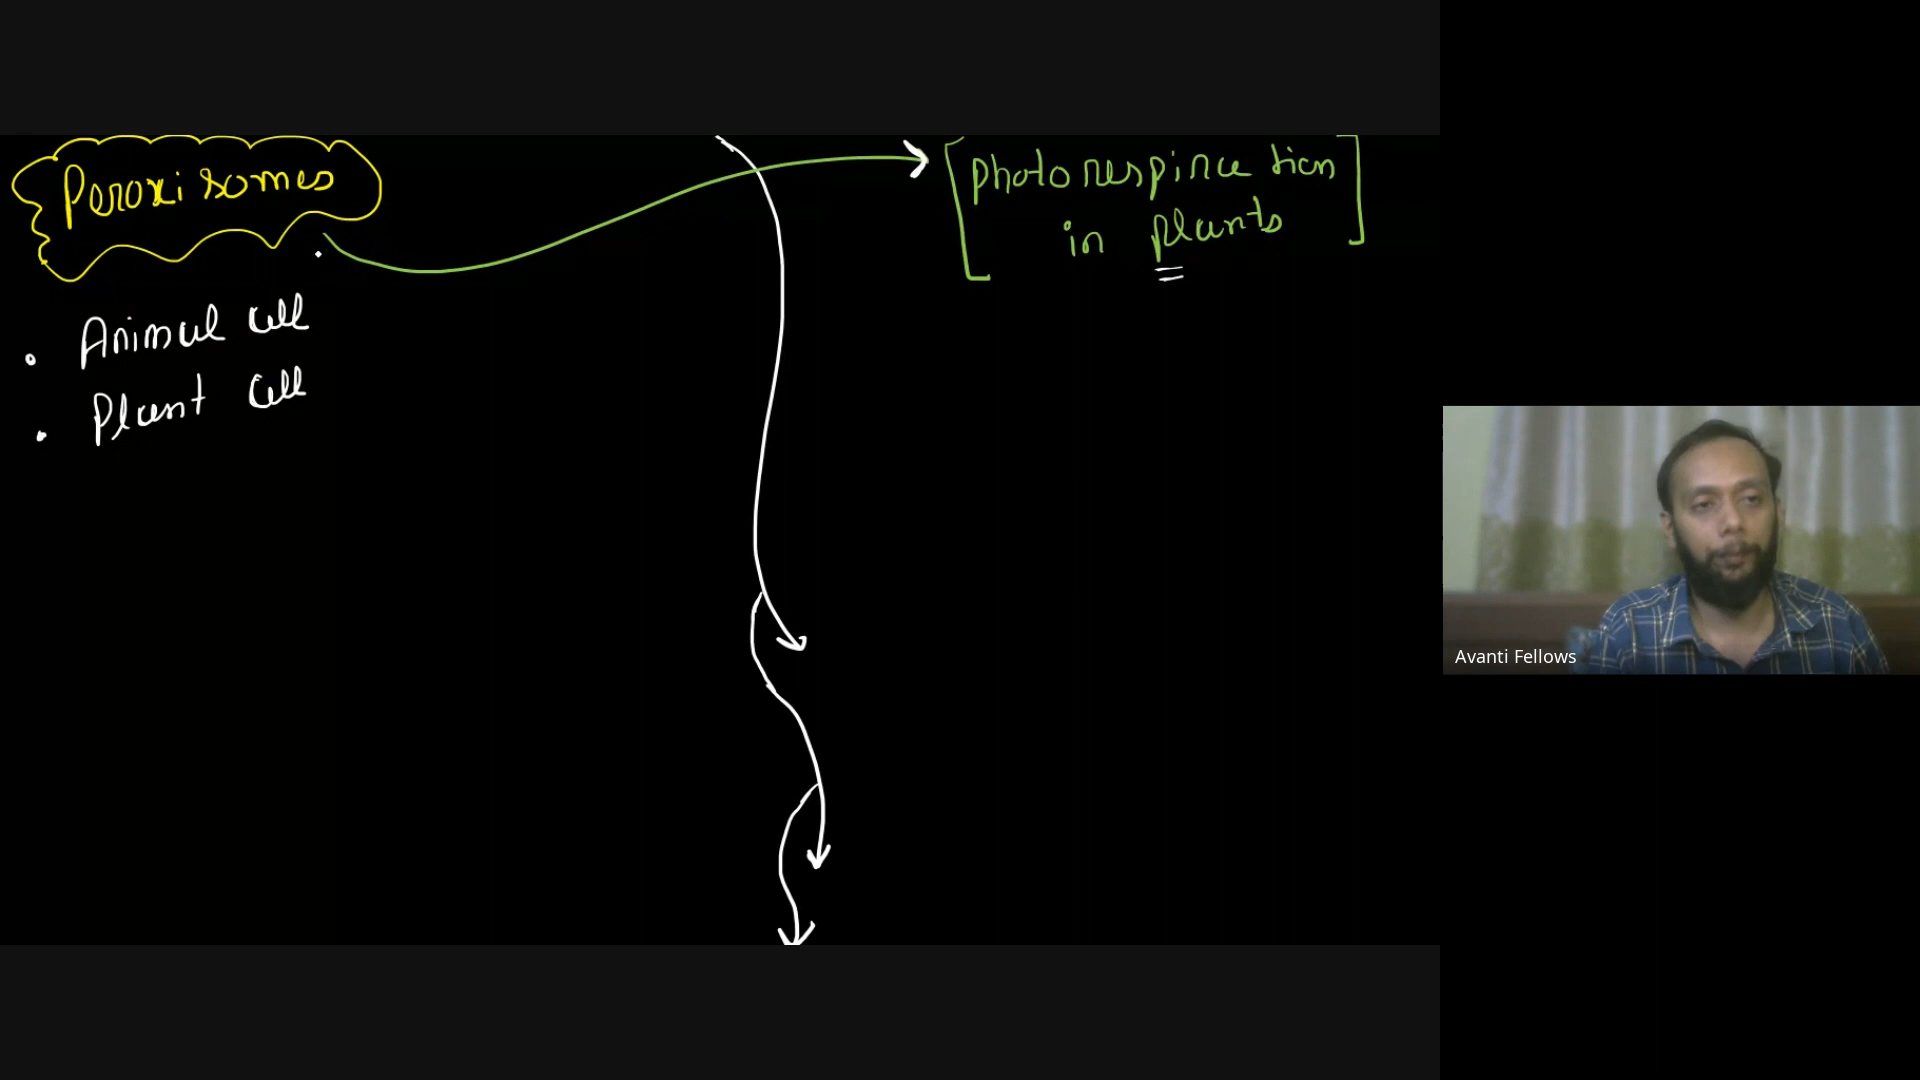 Peroxisomes
photorespiration
in plants
• Animal cell
• Plant cell
Avanti Fellows